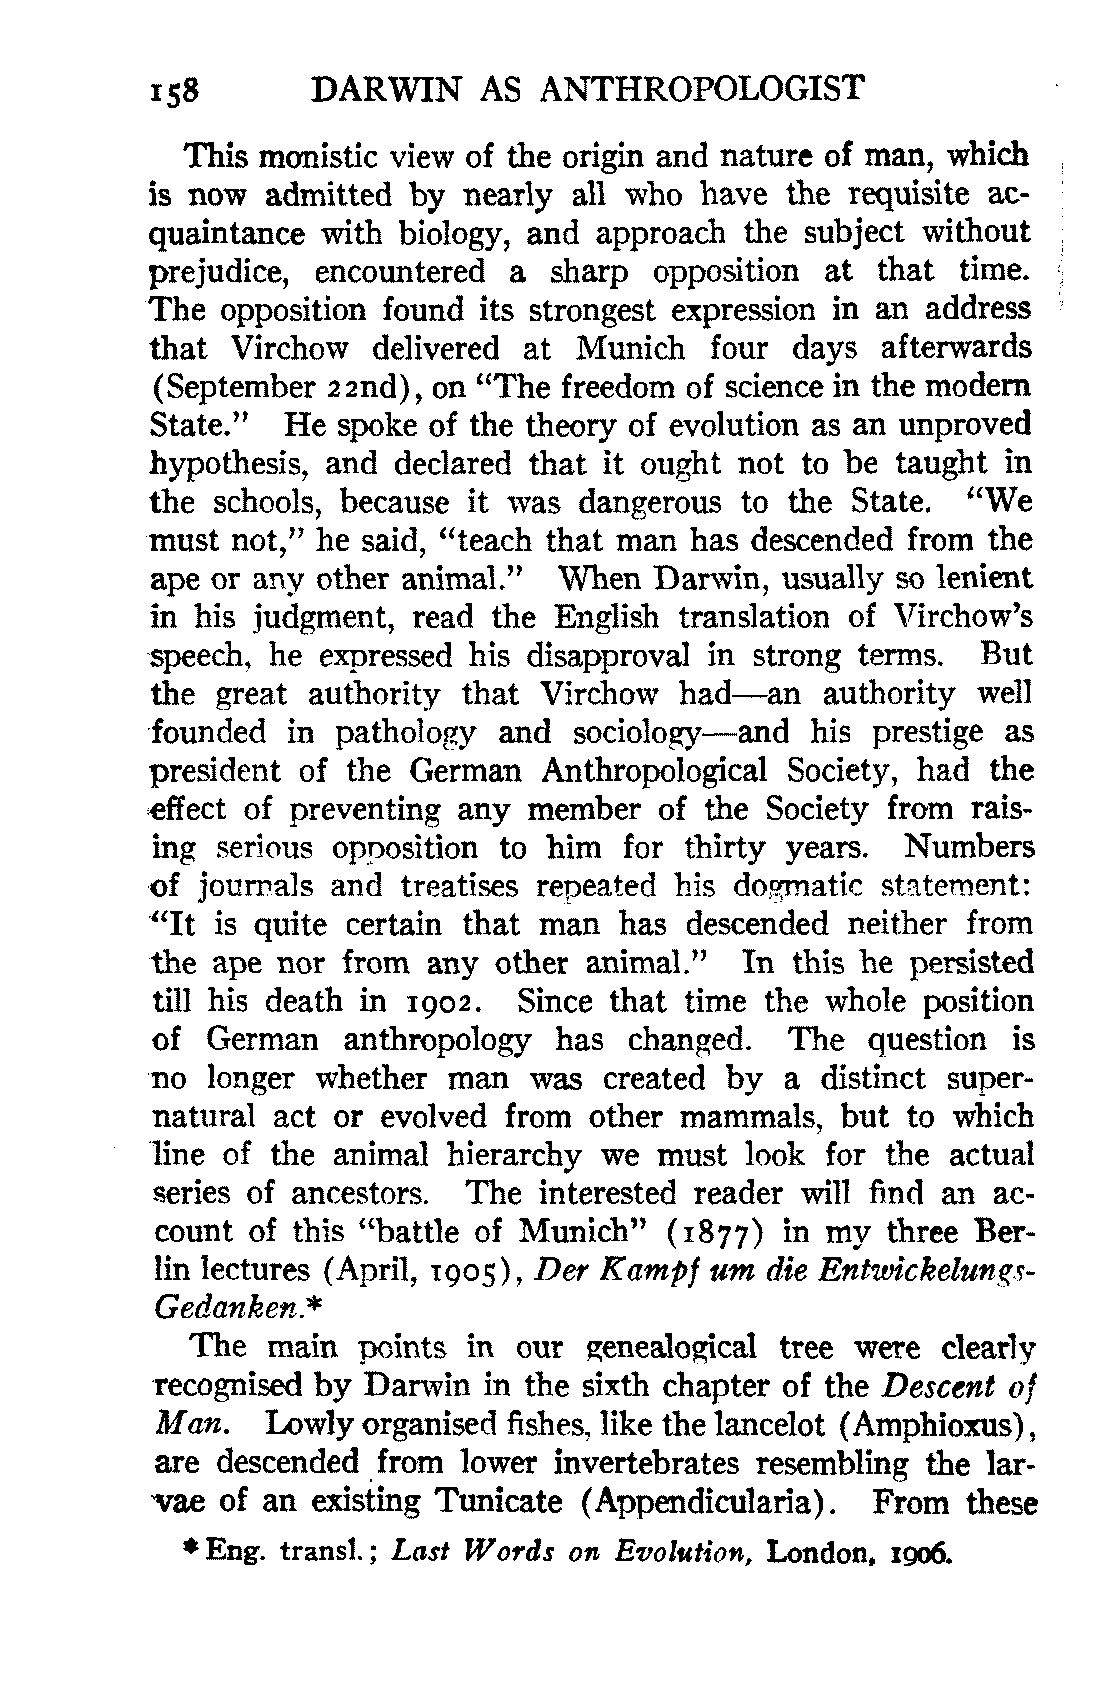 158 DARWIN AS ANTHROPOLOGIST
This monistic view of the origin and nature of man, which
is now admitted by nearly all who have the requisite ac-
quaintance with biology, and approach the subject without
prejudice, encountered a sharp opposition at that time.
The opposition found its strongest expression in an address
that Virchow delivered at Munich four days afterwards
(September 22nd), on "The freedom of science in the modern
State." He spoke of the theory of evolution as an unproved
hypothesis, and declared that it ought not to be taught in
the schools, because it was dangerous to the State. "We
must not," he said, "teach that man has descended from the
ape or any other animal." When Darwin, usually so lenient
in his judgment, read the English translation of Virchow's
speech, he expressed his disapproval in strong terms. But
the great authority that Virchow had—an authority well
founded in pathology and sociology—and his prestige as
president of the German Anthropological Society, had the
effect of preventing any member of the Society from rais-
ing serious opposition to him for thirty years. Numbers
of journals and treatises repeated his dogmatic statement:
"It is quite certain that man has descended neither from
the ape nor from any other animal." In this he persisted
till his death in 1902. Since that time the whole position
of German anthropology has changed. The question is
no longer whether man was created by a distinct super-
natural act or evolved from other mammals, but to which
line of the animal hierarchy we must look for the actual
series of ancestors. The interested reader will find an ac-
count of this "battle of Munich" (1877) in my three Ber-
lin lectures (April, 1905), Der Kampf um die Entwickelungs-
Gedanken.*
The main points in our genealogical tree were clearly
recognised by Darwin in the sixth chapter of the Descent of
Man. Lowly organised fishes, like the lancelot (Amphioxus),
are descended from lower invertebrates resembling the lar-
vae of an existing Tunicate (Appendicularia). From these
* Eng. transl.; Last Words on Evolution, London, 1906.